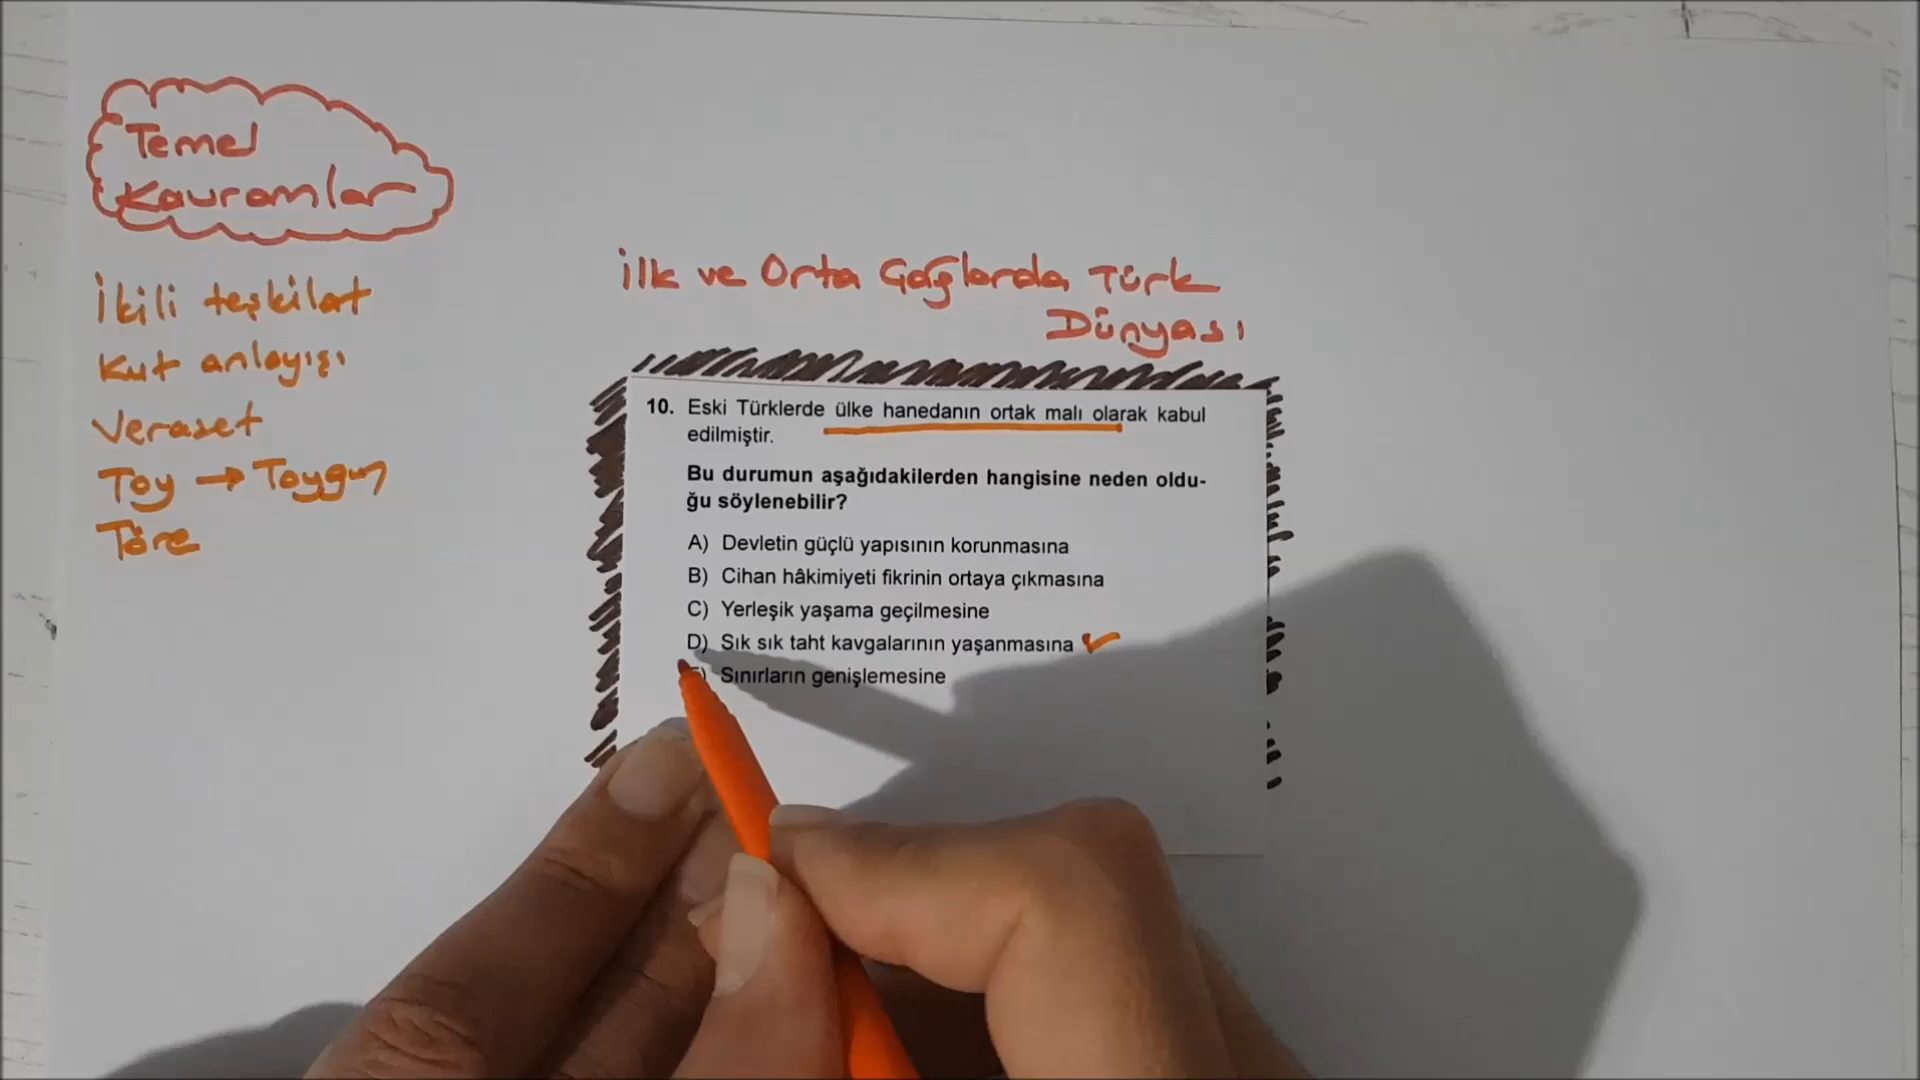 Temel
Kavramlar
İkili teşkilat
Kut anlayışı
Veraset
Toy → Toygun
Töre
İlk ve Orta Çağlarda Türk
Dünyası
10. Eski Türklerde ülke hanedanın ortak malı olarak kabul
edilmiştir.
Bu durumun aşağıdakilerden hangisine neden oldu-
ğu söylenebilir?
A) Devletin güçlü yapısının korunmasına
B) Cihan hâkimiyeti fikrinin ortaya çıkmasına
C) Yerleşik yaşama geçilmesine
D) Sık sık taht kavgalarının yaşanmasına ✓
E) Sınırların genişlemesine